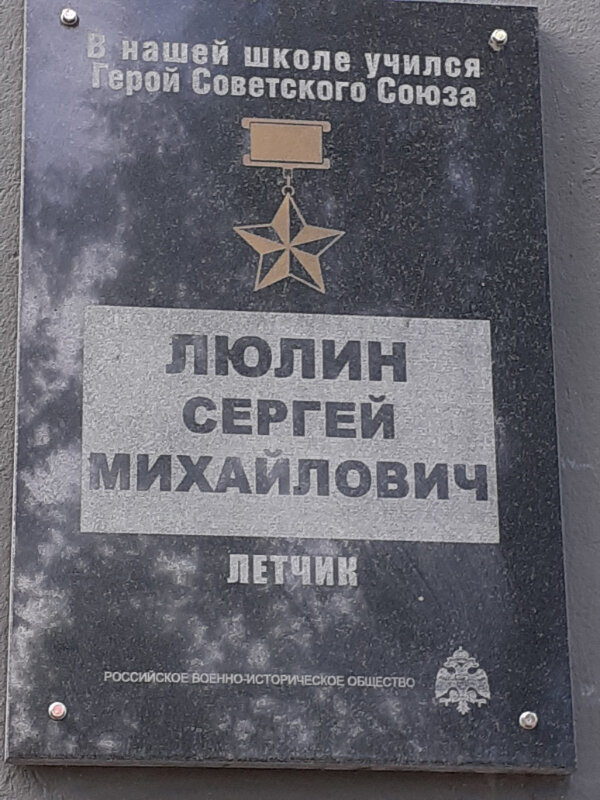 В нашей школе учился
Герой Советского Союза
ЛЮЛИН
СЕРГЕЙ
МИХАЙЛОВИЧ
ЛЕТЧИК
РОССИЙСКОЕ ВОЕННО-ИСТОРИЧЕСКОЕ ОБЩЕСТВО